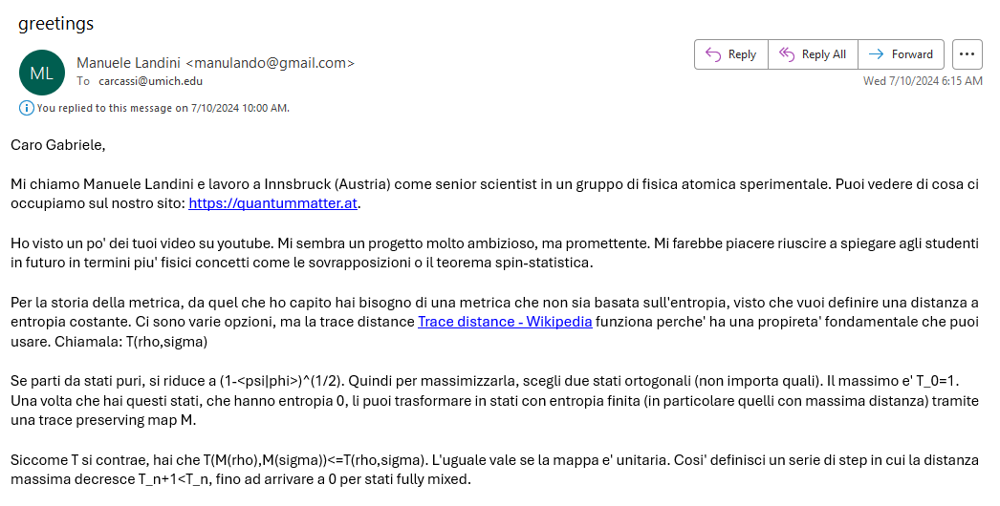 greetings
ML
Manuele Landini <manulando@gmail.com>
To carcassi@umich.edu
Reply
Reply All
Forward
Wed 7/10/2024 6:15 AM
You replied to this message on 7/10/2024 10:00 AM.
Caro Gabriele,
Mi chiamo Manuele Landini e lavoro a Innsbruck (Austria) come senior scientist in un gruppo di fisica atomica sperimentale. Puoi vedere di cosa ci
occupiamo sul nostro sito: https://quantummatter.at.
Ho visto un po' dei tuoi video su youtube. Mi sembra un progetto molto ambizioso, ma promettente. Mi farebbe piacere riuscire a spiegare agli studenti
in futuro in termini piu' fisici concetti come le sovrapposizioni o il teorema spin-statistica.
Per la storia della metrica, da quel che ho capito hai bisogno di una metrica che non sia basata sull'entropia, visto che vuoi definire una distanza a
entropia costante. Ci sono varie opzioni, ma la trace distance Trace distance - Wikipedia funziona perche' ha una propireta' fondamentale che puoi
usare. Chiamala: T(rho,sigma)
Se parti da stati puri, si riduce a (1-<psi|phi>)^(1/2). Quindi per massimizzarla, scegli due stati ortogonali (non importa quali). Il massimo e' T_0=1.
Una volta che hai questi stati, che hanno entropia 0, li puoi trasformare in stati con entropia finita (in particolare quelli con massima distanza) tramite
una trace preserving map M.
Siccome T si contrae, hai che T(M(rho),M(sigma))<=T(rho,sigma). L'uguale vale se la mappa e' unitaria. Cosi' definisci un serie di step in cui la distanza
massima decresce T_n+1<T_n, fino ad arrivare a 0 per stati fully mixed.